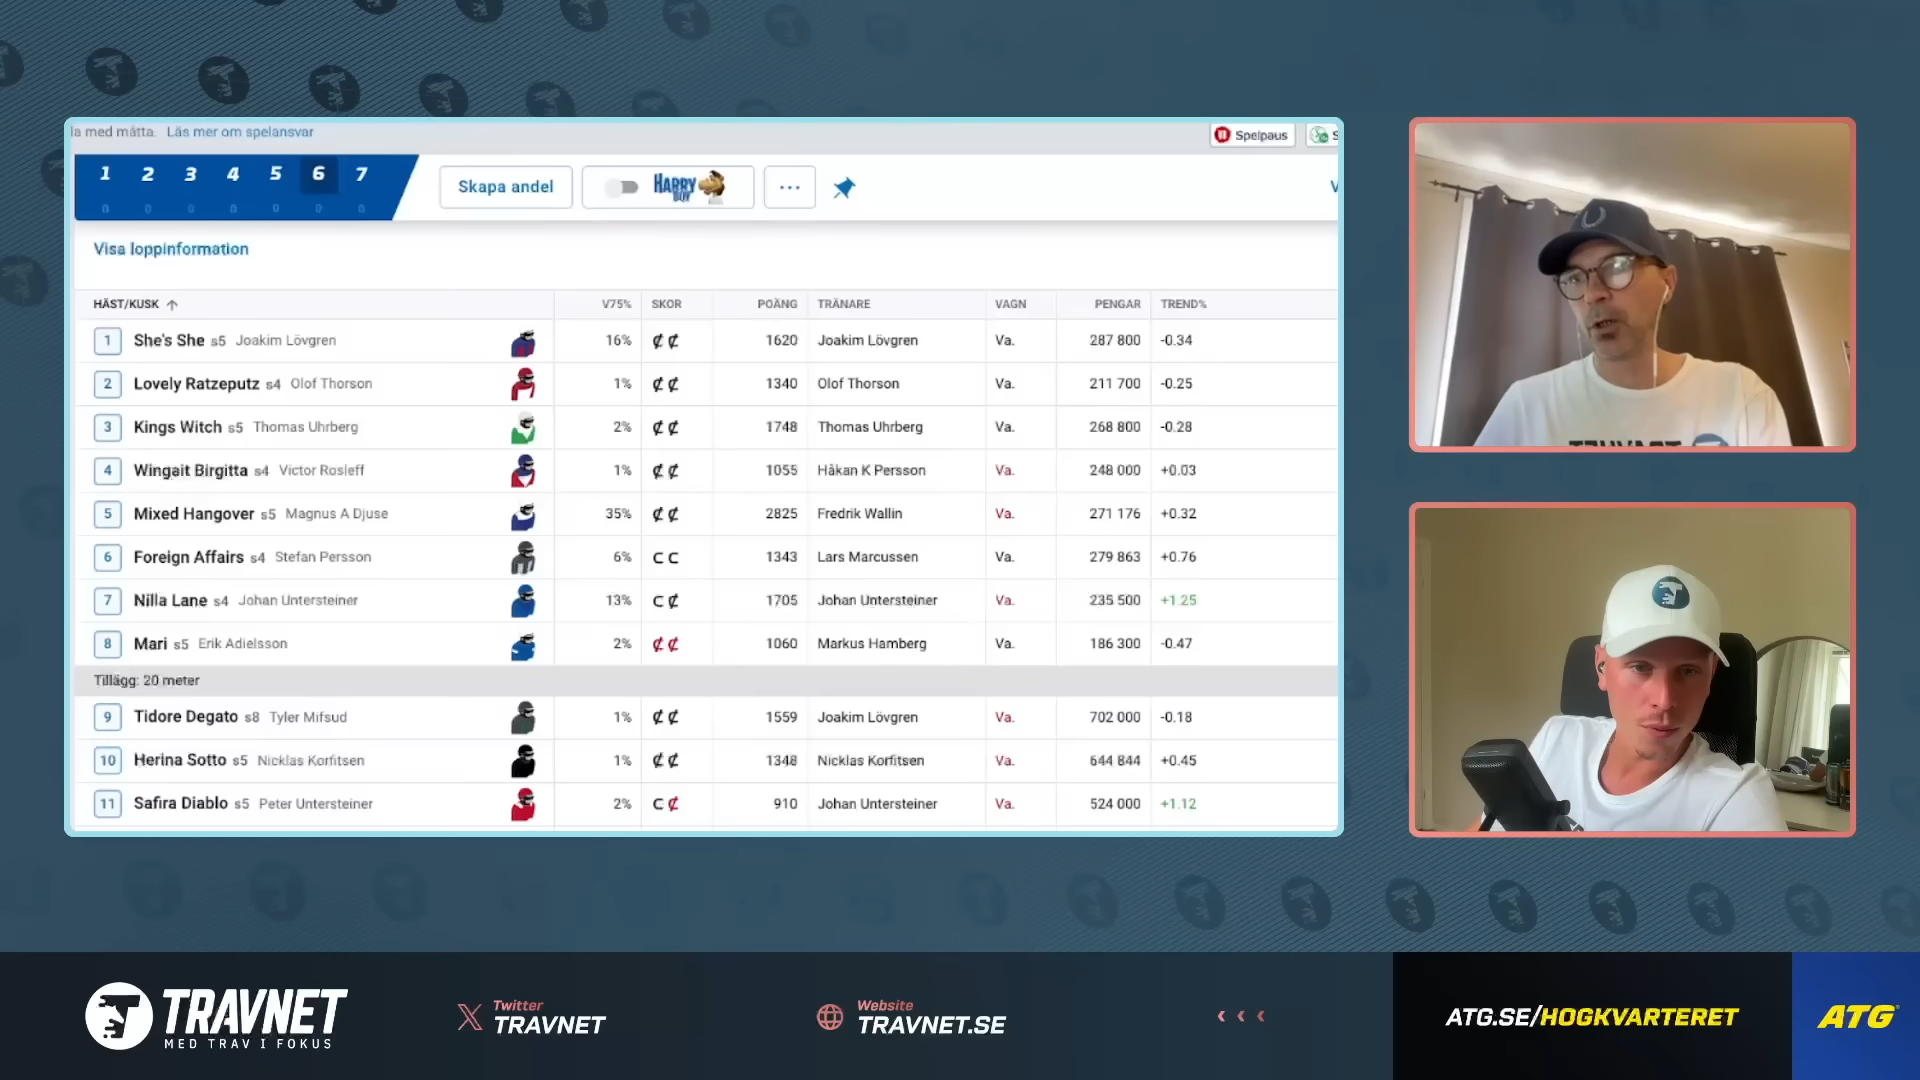 la med måtta. Läs mer om spelansvar
Spelpaus
S
1 2 3 4 5 6 7
0 0 0 0 0 0 0
Skapa andel
HARRY BOY
...
V
Visa loppinformation
HÄST/KUSK ↑ V75% SKOR POÄNG TRÄNARE VAGN PENGAR TREND%
1 She's She s5 Joakim Lövgren 16% ¢ ¢ 1620 Joakim Lövgren Va. 287 800 -0.34
2 Lovely Ratzeputz s4 Olof Thorson 1% ¢ ¢ 1340 Olof Thorson Va. 211 700 -0.25
3 Kings Witch s5 Thomas Uhrberg 2% ¢ ¢ 1748 Thomas Uhrberg Va. 268 800 -0.28
4 Wingait Birgitta s4 Victor Rosleff 1% ¢ ¢ 1055 Håkan K Persson Va. 248 000 +0.03
5 Mixed Hangover s5 Magnus A Djuse 35% ¢ ¢ 2825 Fredrik Wallin Va. 271 176 +0.32
6 Foreign Affairs s4 Stefan Persson 6% C C 1343 Lars Marcussen Va. 279 863 +0.76
7 Nilla Lane s4 Johan Untersteiner 13% C ¢ 1705 Johan Untersteiner Va. 235 500 +1.25
8 Mari s5 Erik Adielsson 2% ¢ ¢ 1060 Markus Hamberg Va. 186 300 -0.47
Tillägg: 20 meter
9 Tidore Degato s8 Tyler Mifsud 1% ¢ ¢ 1559 Joakim Lövgren Va. 702 000 -0.18
10 Herina Sotto s5 Nicklas Korfitsen 1% ¢ ¢ 1348 Nicklas Korfitsen Va. 644 844 +0.45
11 Safira Diablo s5 Peter Untersteiner 2% C ¢ 910 Johan Untersteiner Va. 524 000 +1.12
TRAVNET
MED TRAV I FOKUS
Twitter
TRAVNET
Website
TRAVNET.SE
ATG.SE/HOGKVARTERET
ATG